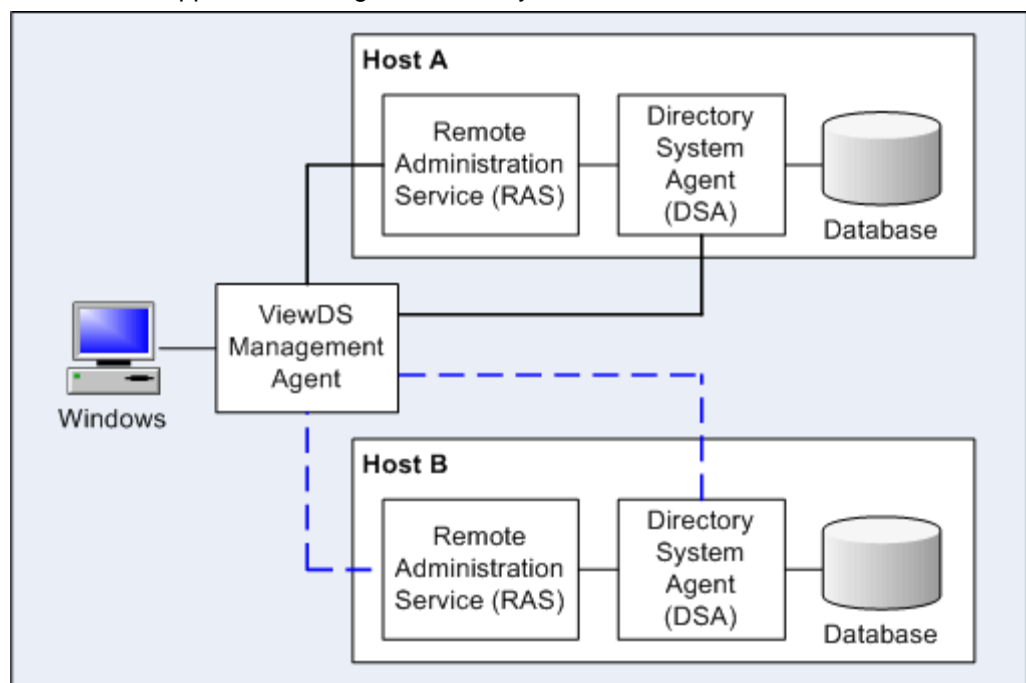 Host A
Remote
Administration
Service (RAS)
Directory
System
Agent
(DSA)
Database
ViewDS
Management
Agent
Windows
Host B
Remote
Administration
Service (RAS)
Directory
System
Agent
(DSA)
Database